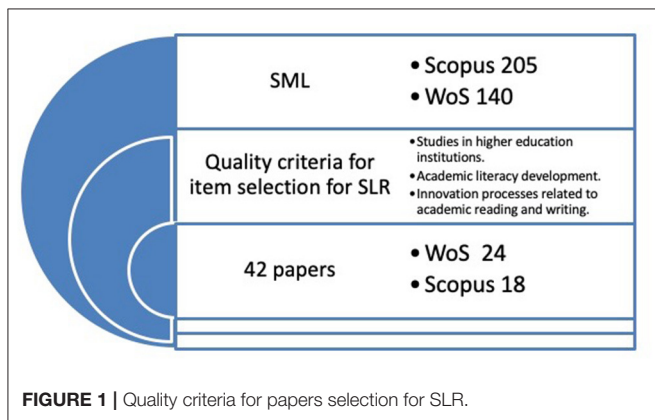 SML
• Scopus 205
• WoS 140
Quality criteria for
item selection for SLR
• Studies in higher education
institutions.
• Academic literacy development.
• Innovation processes related to
academic reading and writing.
42 papers
• WoS 24
• Scopus 18
FIGURE 1 | Quality criteria for papers selection for SLR.